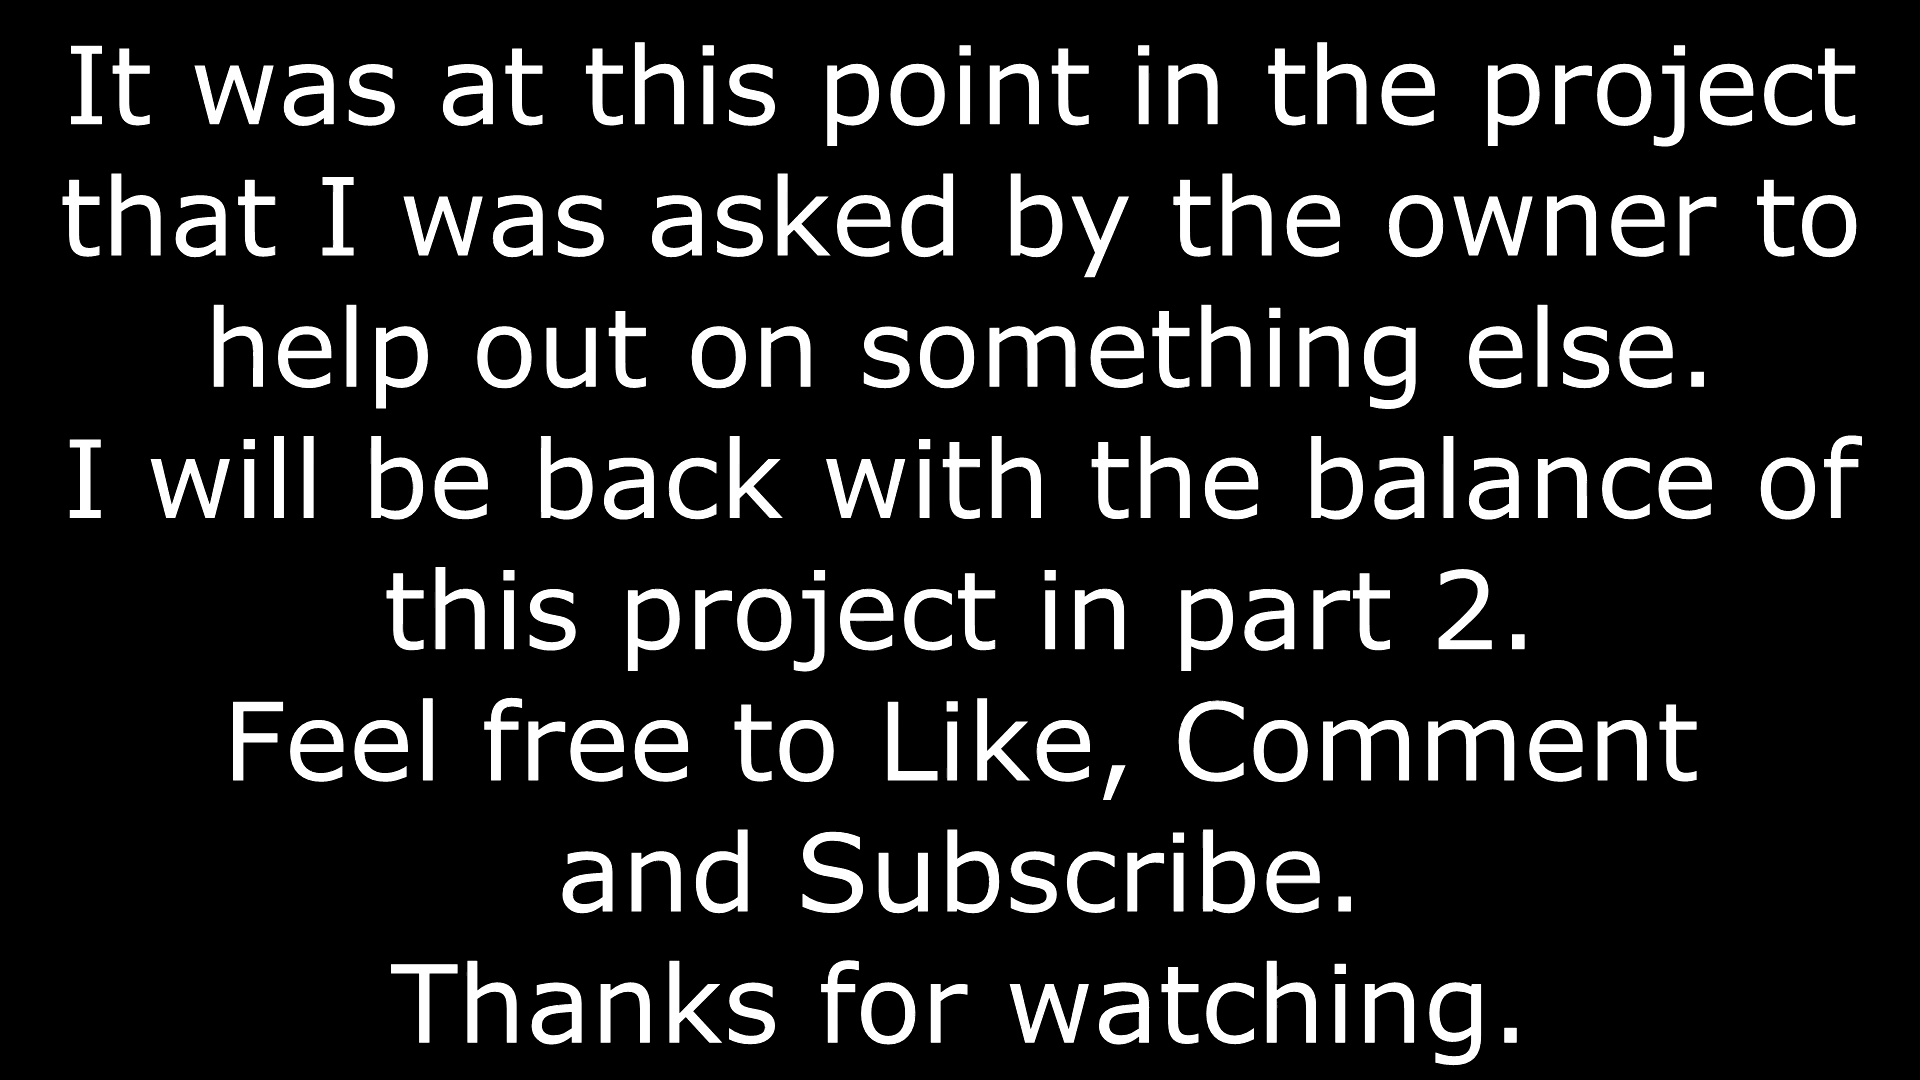 It was at this point in the project
that I was asked by the owner to
help out on something else.
I will be back with the balance of
this project in part 2.
Feel free to Like, Comment
and Subscribe.
Thanks for watching.